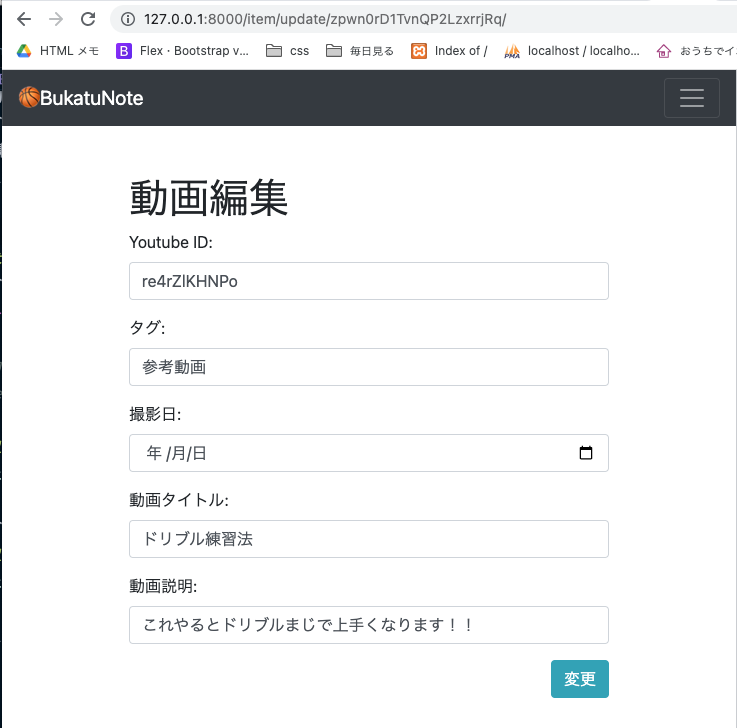 127.0.0.1:8000/item/update/zpwn0rD1TvnQP2LzxrrjRq/
HTML メモ Flex · Bootstrap v... css 毎日見る Index of / localhost / localho... おうちでイ
BukatuNote
動画編集
Youtube ID:
re4rZlKHNPo
タグ:
参考動画
撮影日:
年 /月/日
動画タイトル:
ドリブル練習法
動画説明:
これやるとドリブルまじで上手くなります！！
変更